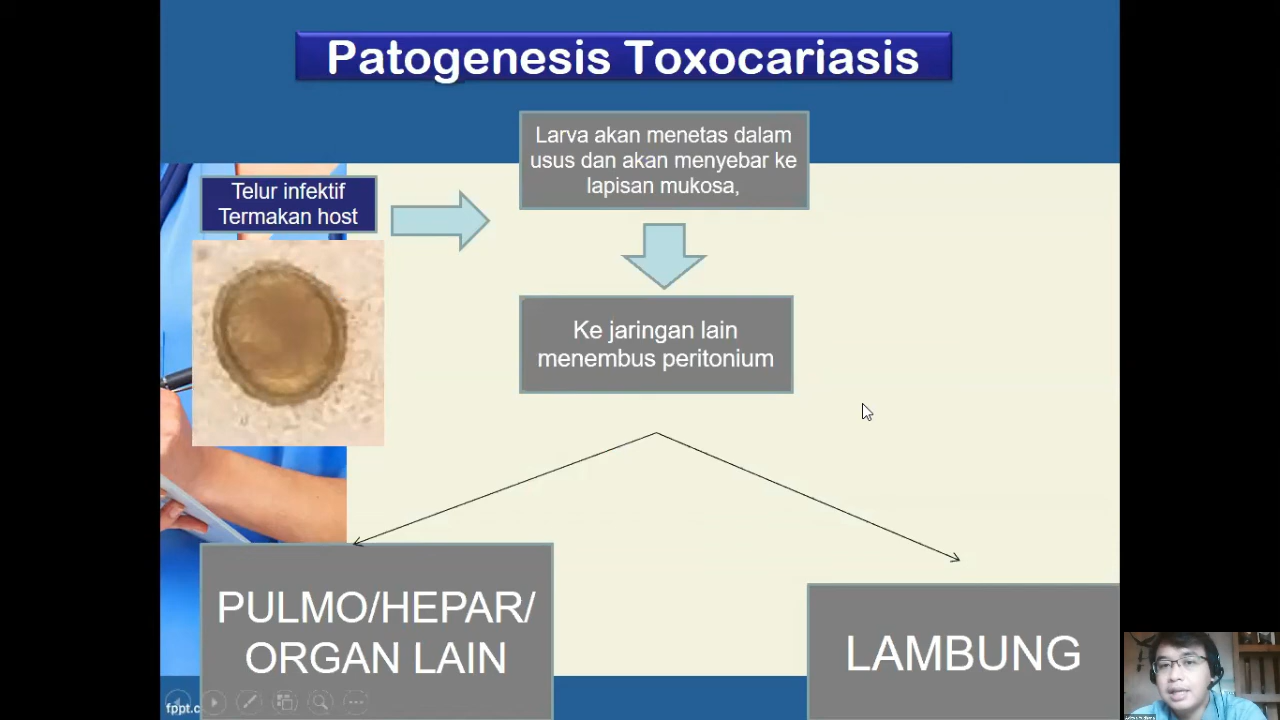 Patogenesis Toxocariasis
Larva akan menetas dalam
usus dan akan menyebar ke
lapisan mukosa,
Telur infektif
Termakan host
Ke jaringan lain
menembus peritonium
PULMO/HEPAR/
ORGAN LAIN
LAMBUNG
fppt.c